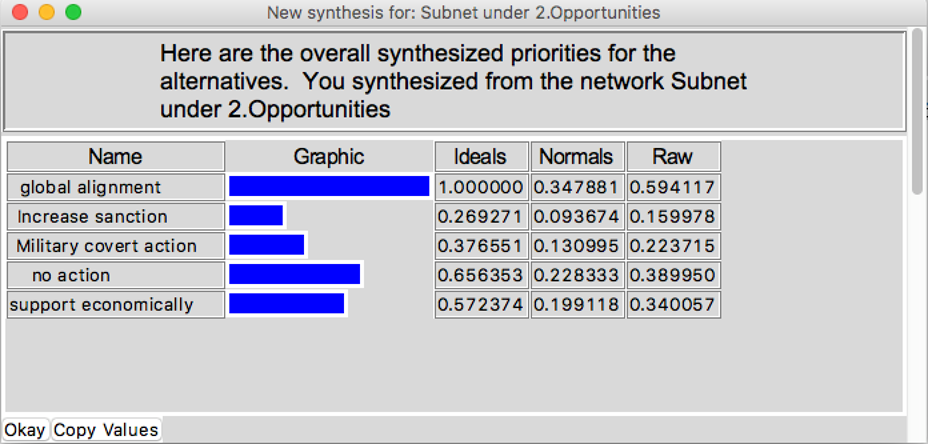 New synthesis for: Subnet under 2.Opportunities
Here are the overall synthesized priorities for the
alternatives. You synthesized from the network Subnet
under 2.Opportunities
Name Graphic Ideals Normals Raw
global alignment 1.000000 0.347881 0.594117
Increase sanction 0.269271 0.093674 0.159978
Military covert action 0.376551 0.130995 0.223715
no action 0.656353 0.228333 0.389950
support economically 0.572374 0.199118 0.340057
Okay Copy Values